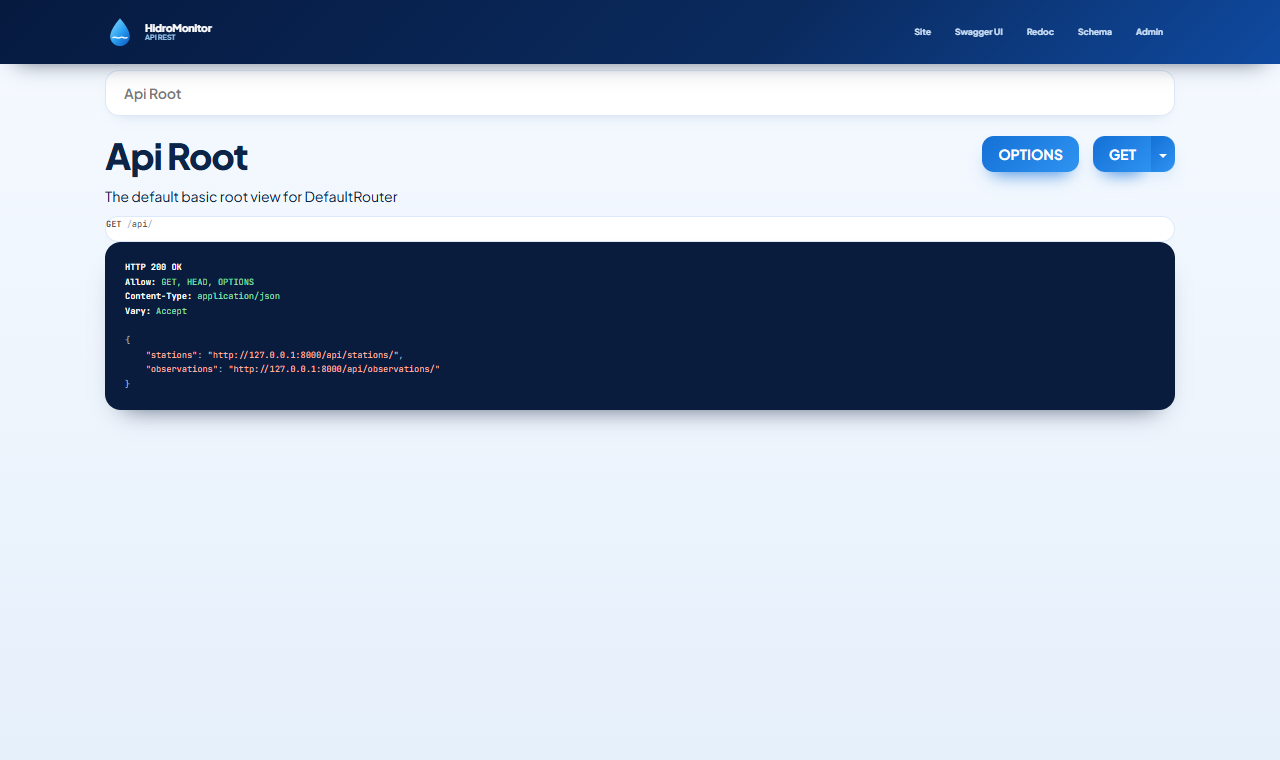 HidroMonitor
API REST
Site Swagger UI Redoc Schema Admin
Api Root
Api Root
OPTIONS GET
The default basic root view for DefaultRouter
GET /api/
HTTP 200 OK
Allow: GET, HEAD, OPTIONS
Content-Type: application/json
Vary: Accept
{
    "stations": "http://127.0.0.1:8000/api/stations/",
    "observations": "http://127.0.0.1:8000/api/observations/"
}